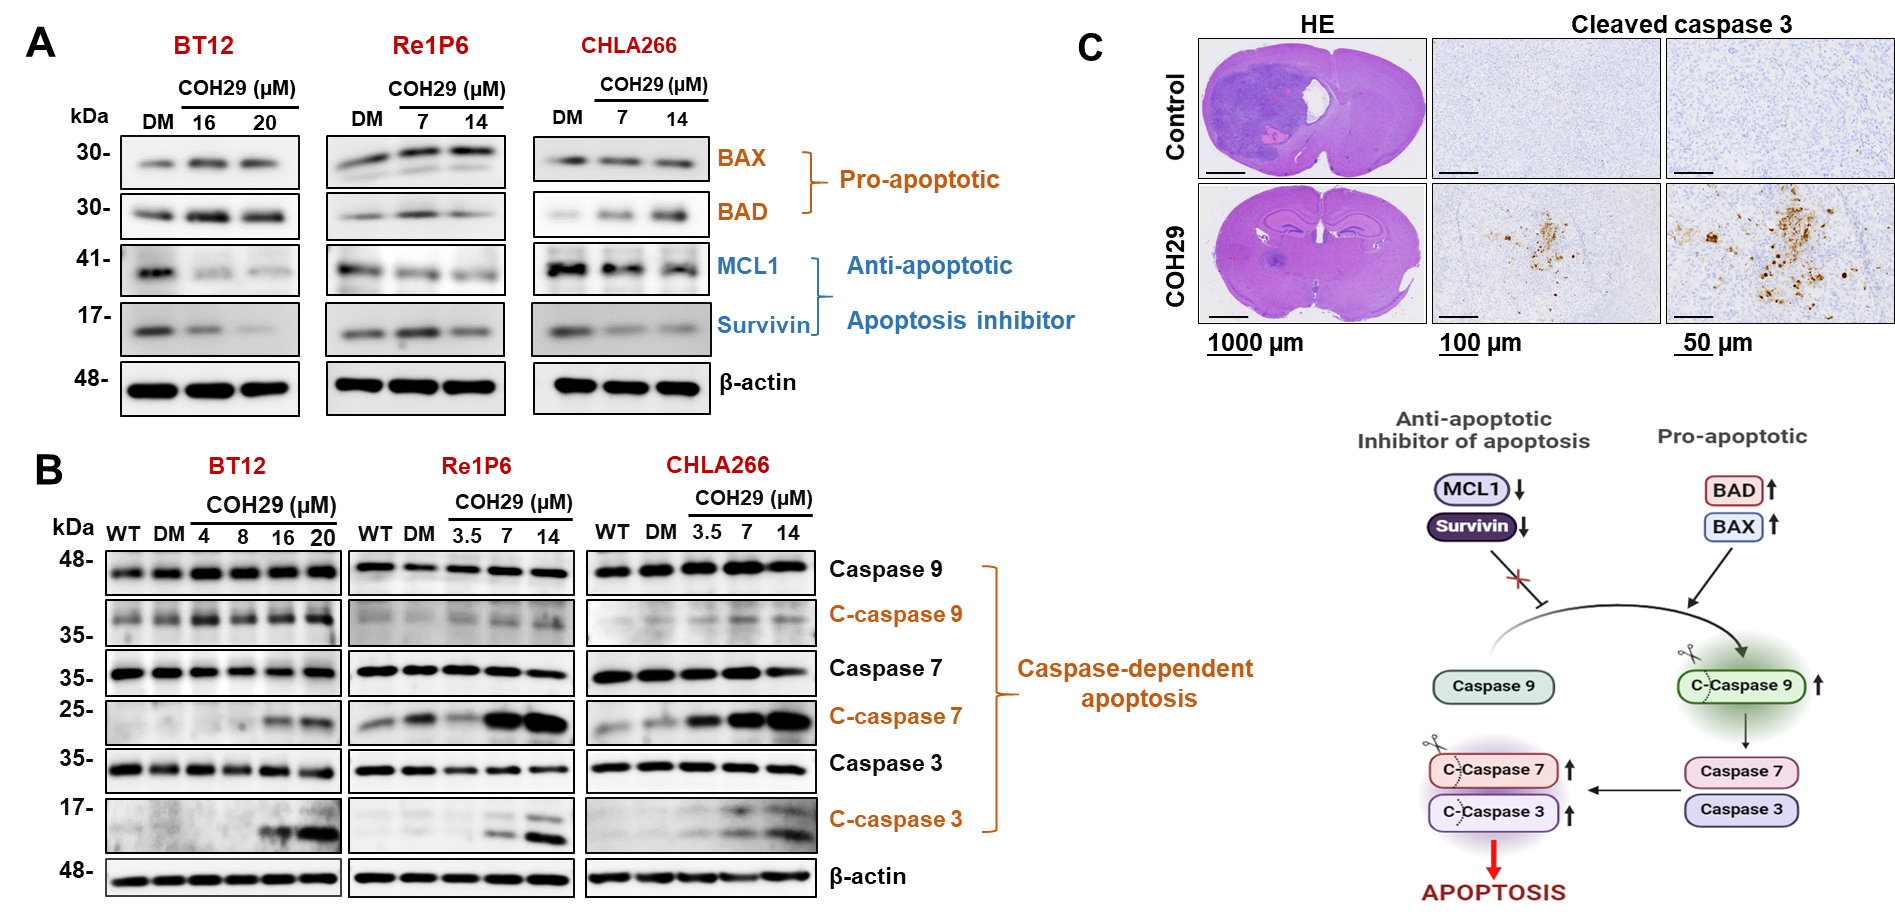 A
BT12
Re1P6
CHLA266
COH29 (µM)
COH29 (µM)
COH29 (µM)
kDa
DM 16 20
DM 7 14
DM 7 14
30-
BAX
30-
BAD
Pro-apoptotic
41-
MCL1
Anti-apoptotic
17-
Survivin
Apoptosis inhibitor
48-
β-actin
B
BT12
Re1P6
CHLA266
COH29 (µM)
COH29 (µM)
COH29 (µM)
kDa
WT DM 4 8 16 20
WT DM 3.5 7 14
WT DM 3.5 7 14
48-
Caspase 9
35-
C-caspase 9
35-
Caspase 7
25-
C-caspase 7
35-
Caspase 3
17-
C-caspase 3
48-
β-actin
Caspase-dependent
apoptosis
C
HE
Cleaved caspase 3
Control
COH29
1000 µm
100 µm
50 µm
Anti-apoptotic
Inhibitor of apoptosis
Pro-apoptotic
MCL1
Survivin
BAD
BAX
Caspase 9
C-Caspase 9
C-Caspase 7
C-Caspase 3
Caspase 7
Caspase 3
APOPTOSIS